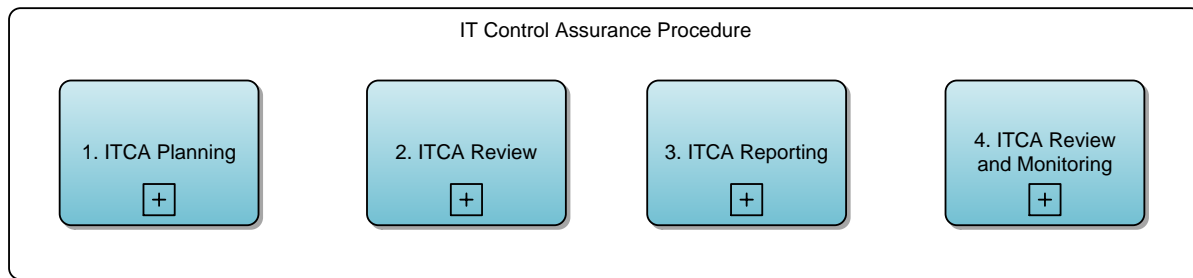 IT Control Assurance Procedure
1. ITCA Planning
2. ITCA Review
3. ITCA Reporting
4. ITCA Review
and Monitoring